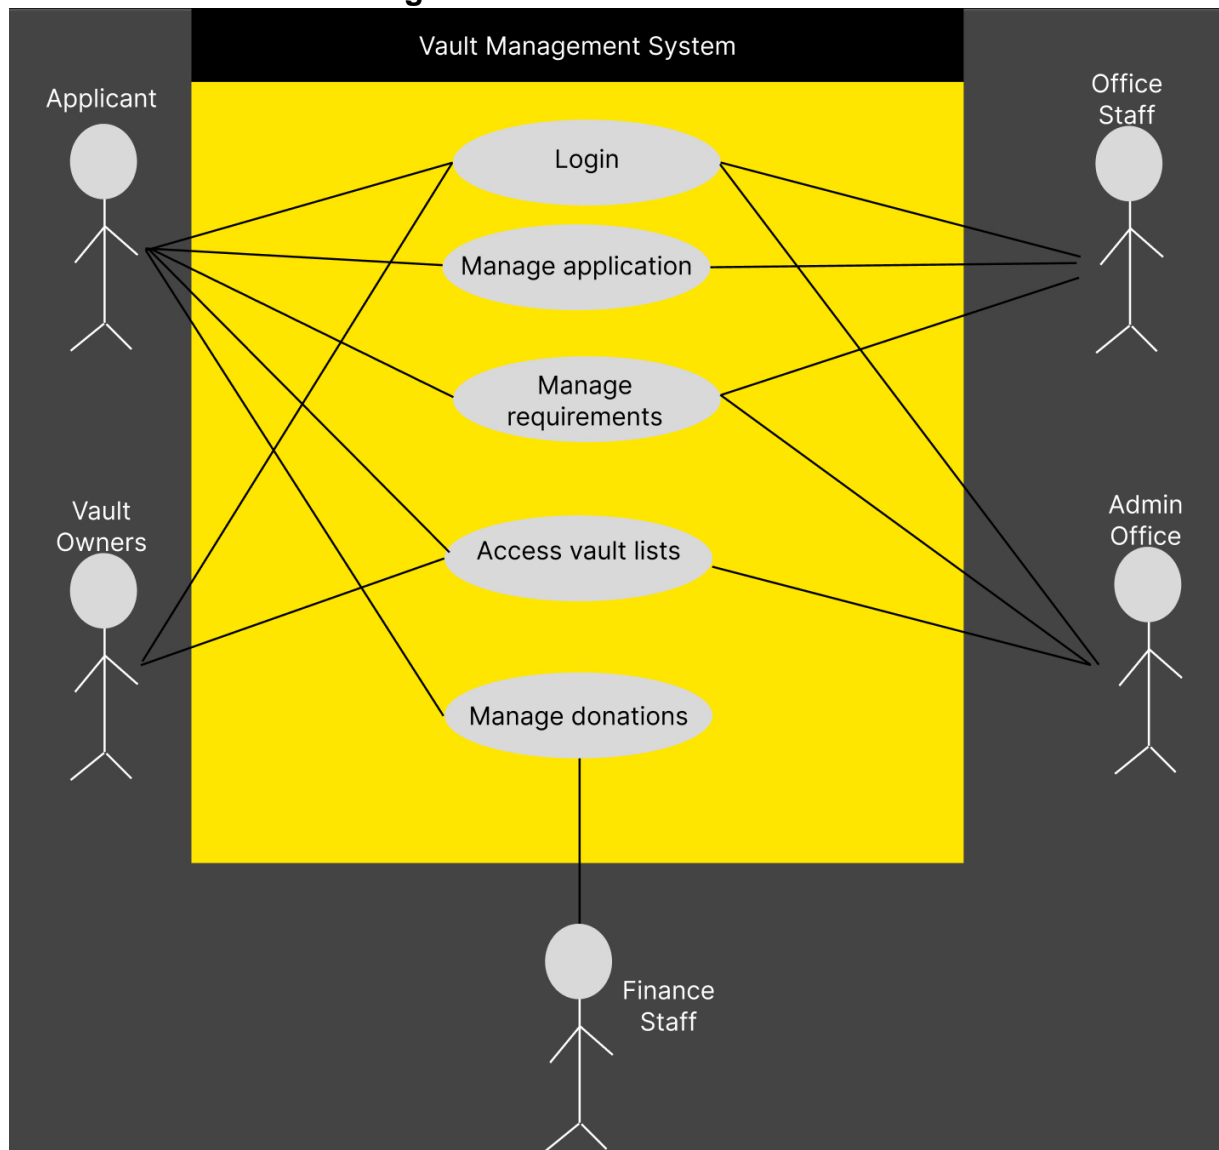 Vault Management System
Applicant
Office
Staff
Login
Manage application
Manage
requirements
Vault
Owners
Admin
Office
Access vault lists
Manage donations
Finance
Staff